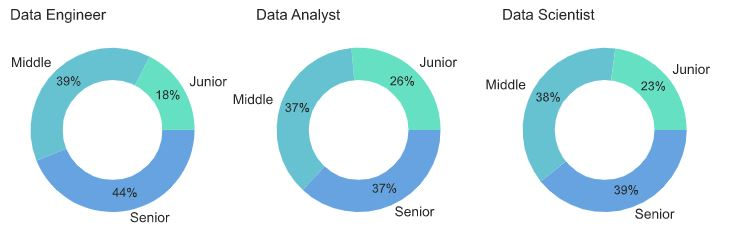 Data Engineer
Middle
39%
Junior
18%
44%
Senior
Data Analyst
Junior
26%
Middle
37%
37%
Senior
Data Scientist
Junior
23%
Middle
38%
39%
Senior